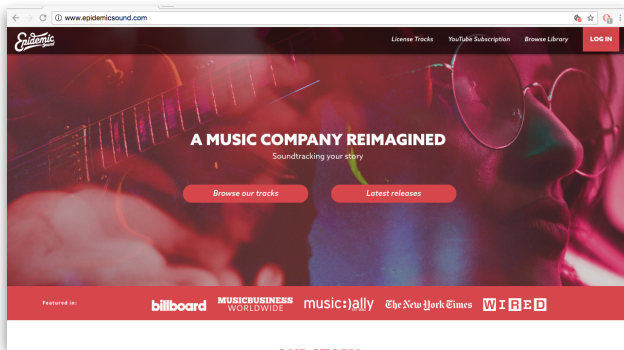 www.epidemicsound.com
Epidemic
Sound
License Tracks YouTube Subscription Browse Library LOG IN
A MUSIC COMPANY REIMAGINED
Soundtracking your story
Browse our tracks Latest releases
Featured in:
billboard MUSICBUSINESS WORLDWIDE music:)ally The New York Times WIRED